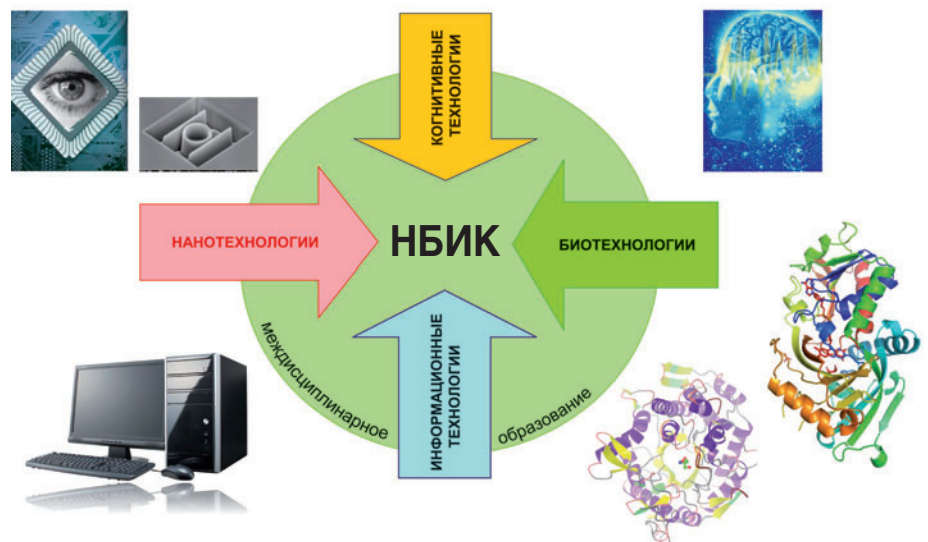 КОГНИТИВНЫЕ
ТЕХНОЛОГИИ
НАНОТЕХНОЛОГИИ
НБИК
БИОТЕХНОЛОГИИ
ИНФОРМАЦИОННЫЕ
ТЕХНОЛОГИИ
междисциплинарное
образование